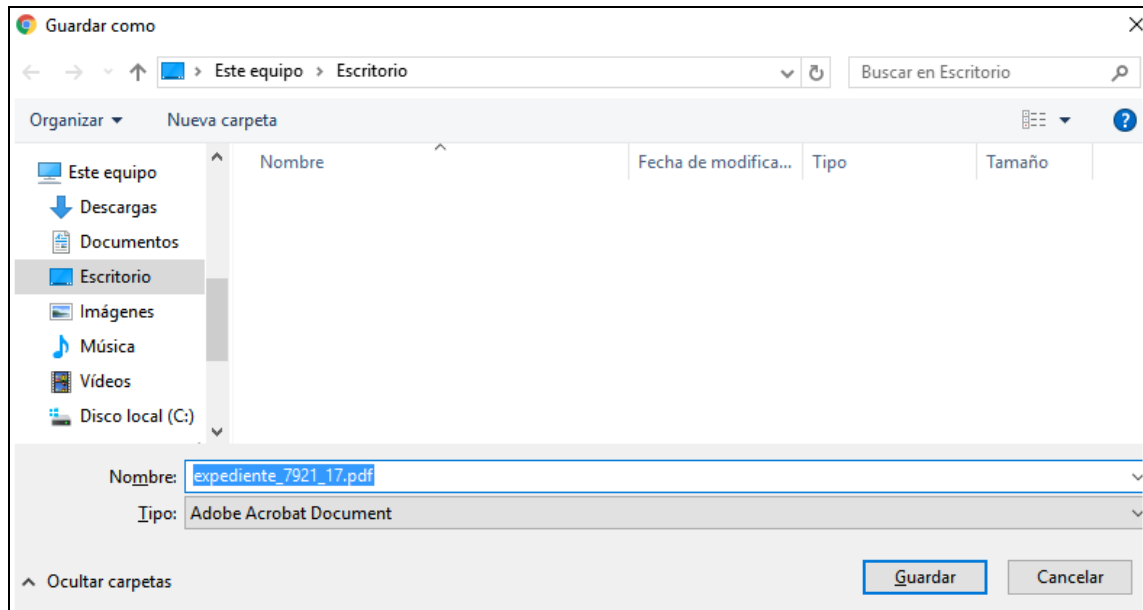 Guardar como
Este equipo > Escritorio
Buscar en Escritorio
Organizar
Nueva carpeta
Nombre
Fecha de modifica...
Tipo
Tamaño
Este equipo
Descargas
Documentos
Escritorio
Imágenes
Música
Vídeos
Disco local (C:)
Nombre: expediente_7921_17.pdf
Tipo: Adobe Acrobat Document
Ocultar carpetas
Guardar
Cancelar